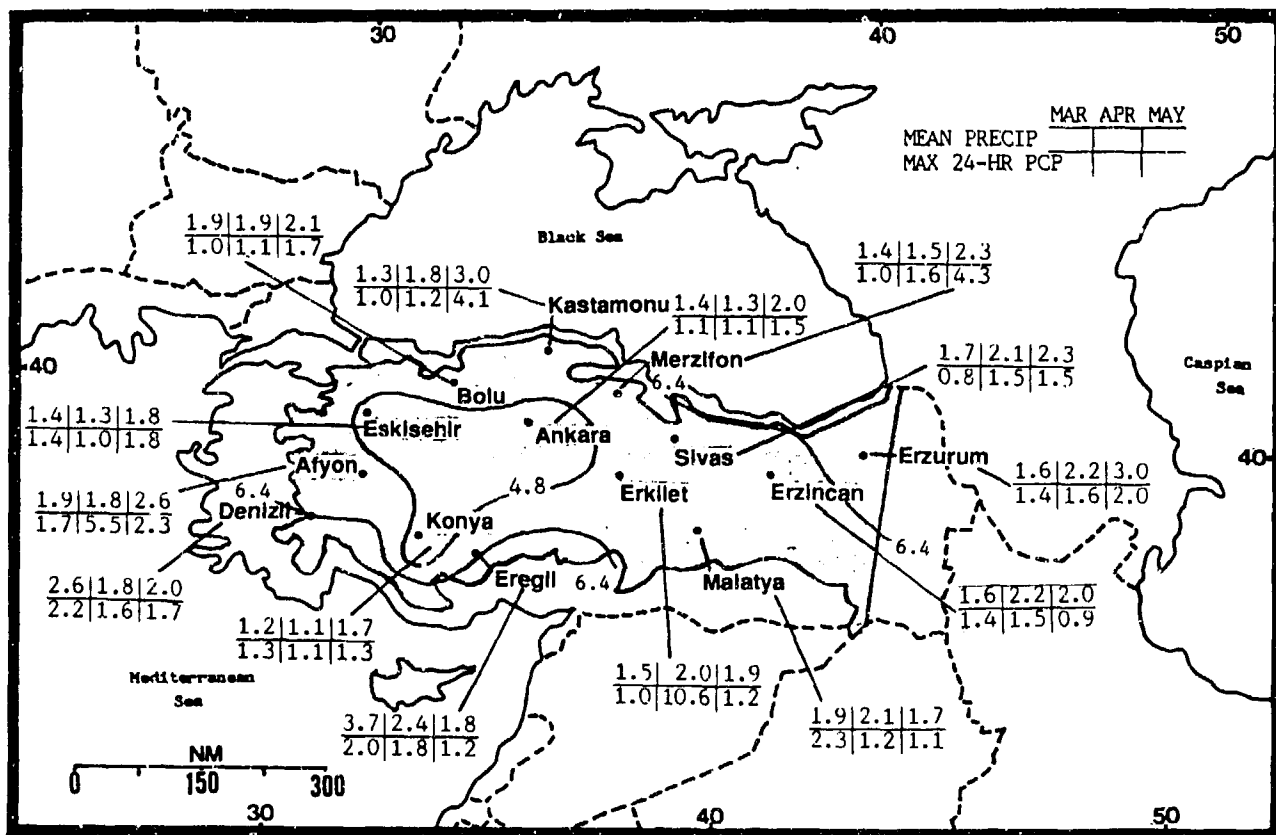 30 40 50
MAR APR MAY
MEAN PRECIP
MAX 24-HR PCP
1.9|1.9|2.1
1.0|1.1|1.7
Black Sea
1.4|1.5|2.3
1.0|1.6|4.3
1.3|1.8|3.0
1.0|1.2|4.1
Kastamonu
1.4|1.3|2.0
1.1|1.1|1.5
1.7|2.1|2.3
0.8|1.5|1.5
Merzifon
6.4
40
Caspian
Sea
Bolu
1.4|1.3|1.8
1.4|1.0|1.8
Eskisehir
Ankara
Sivas
Erzurum
40
Afyon
1.6|2.2|3.0
1.4|1.6|2.0
1.9|1.8|2.6
1.7|5.5|2.3
6.4
4.8
Erkilet
Erzincan
Denizli
Konya
6.4
Eregli
6.4
Malatya
2.6|1.8|2.0
2.2|1.6|1.7
1.6|2.2|2.0
1.4|1.5|0.9
1.2|1.1|1.7
1.3|1.1|1.3
Mediterranean
Sea
1.5|2.0|1.9
1.0|10.6|1.2
3.7|2.4|1.8
2.0|1.8|1.2
1.9|2.1|1.7
2.3|1.2|1.1
NM
0 150 300
30 40 50